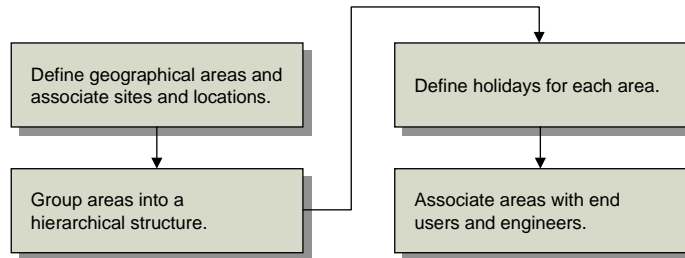 Define geographical areas and
associate sites and locations.
Group areas into a
hierarchical structure.
Define holidays for each area.
Associate areas with end
users and engineers.